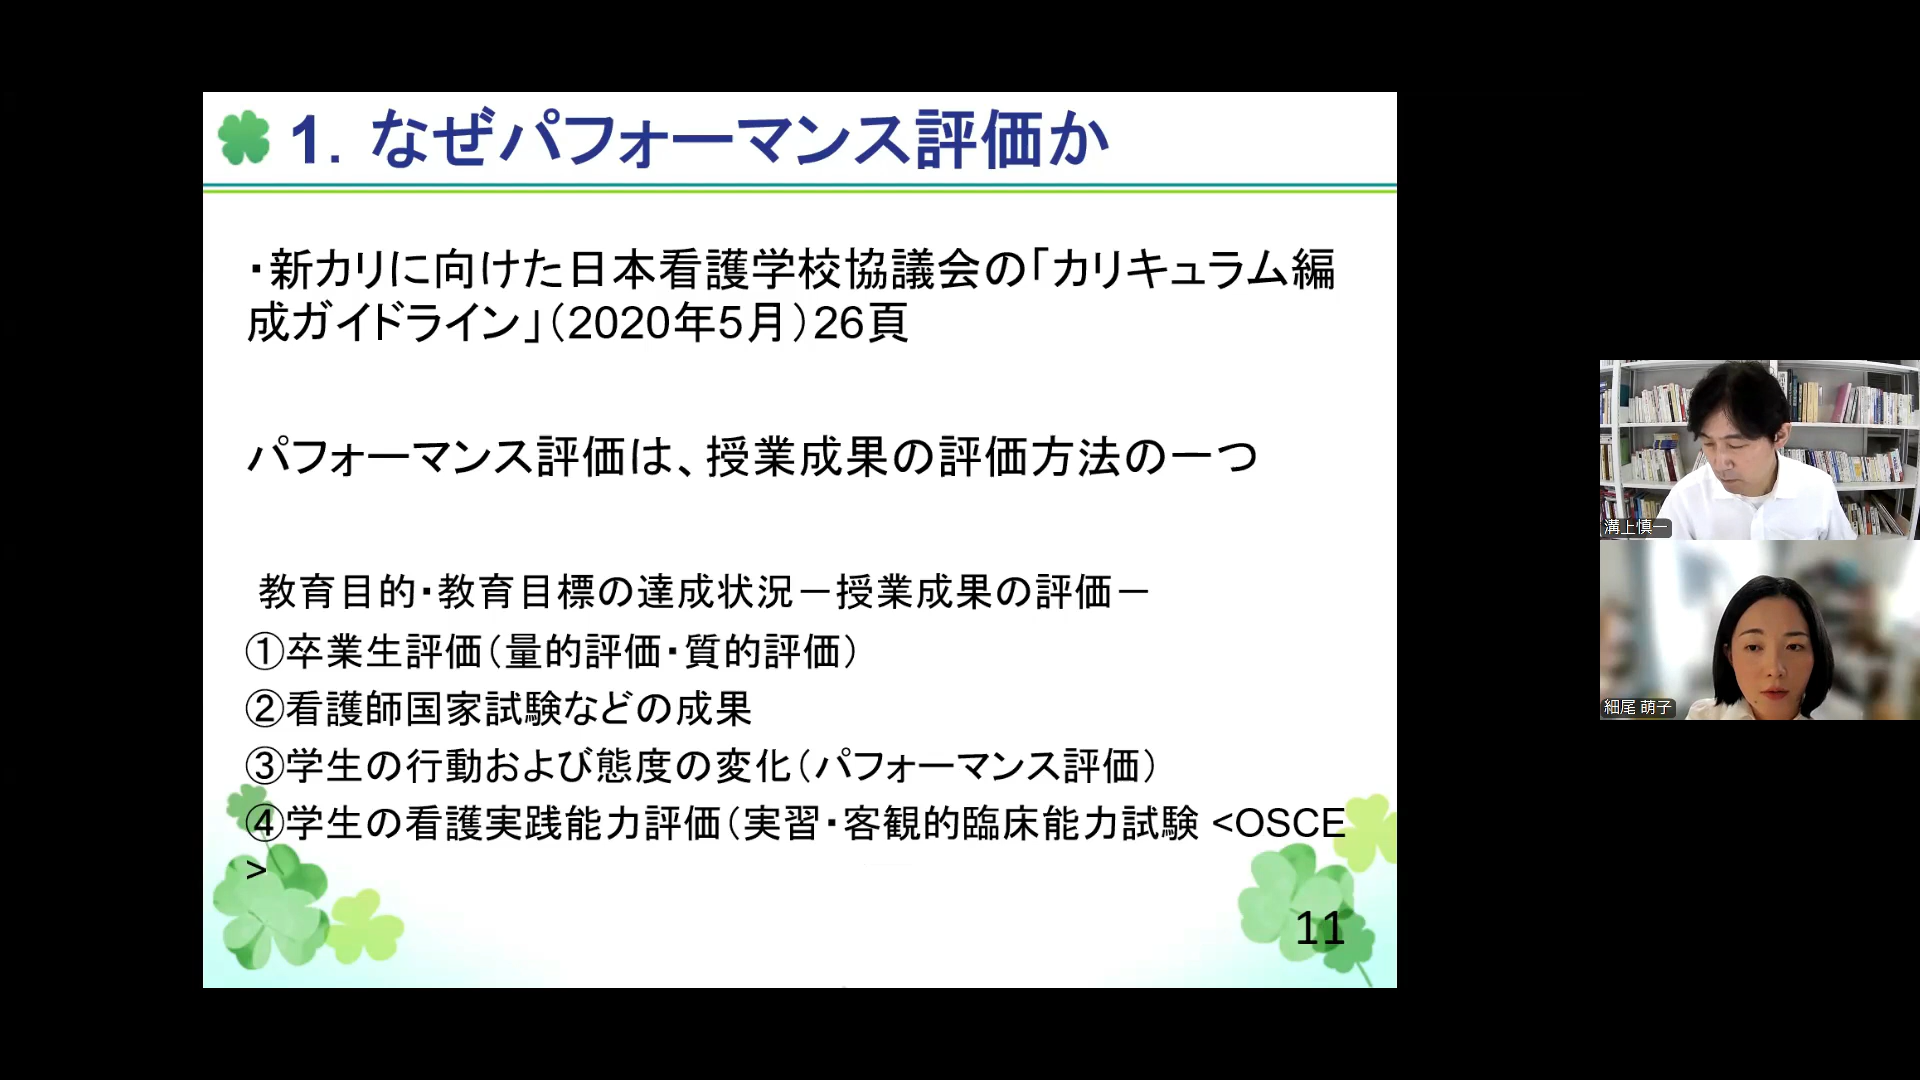 1．なぜパフォーマンス評価か
・新カリに向けた日本看護学校協議会の「カリキュラム編
成ガイドライン」（2020年5月）26頁
パフォーマンス評価は、授業成果の評価方法の一つ
教育目的・教育目標の達成状況－授業成果の評価－
①卒業生評価（量的評価・質的評価）
②看護師国家試験などの成果
③学生の行動および態度の変化（パフォーマンス評価）
④学生の看護実践能力評価（実習・客観的臨床能力試験 <OSCE
>
11
溝上慎一
細尾 萌子